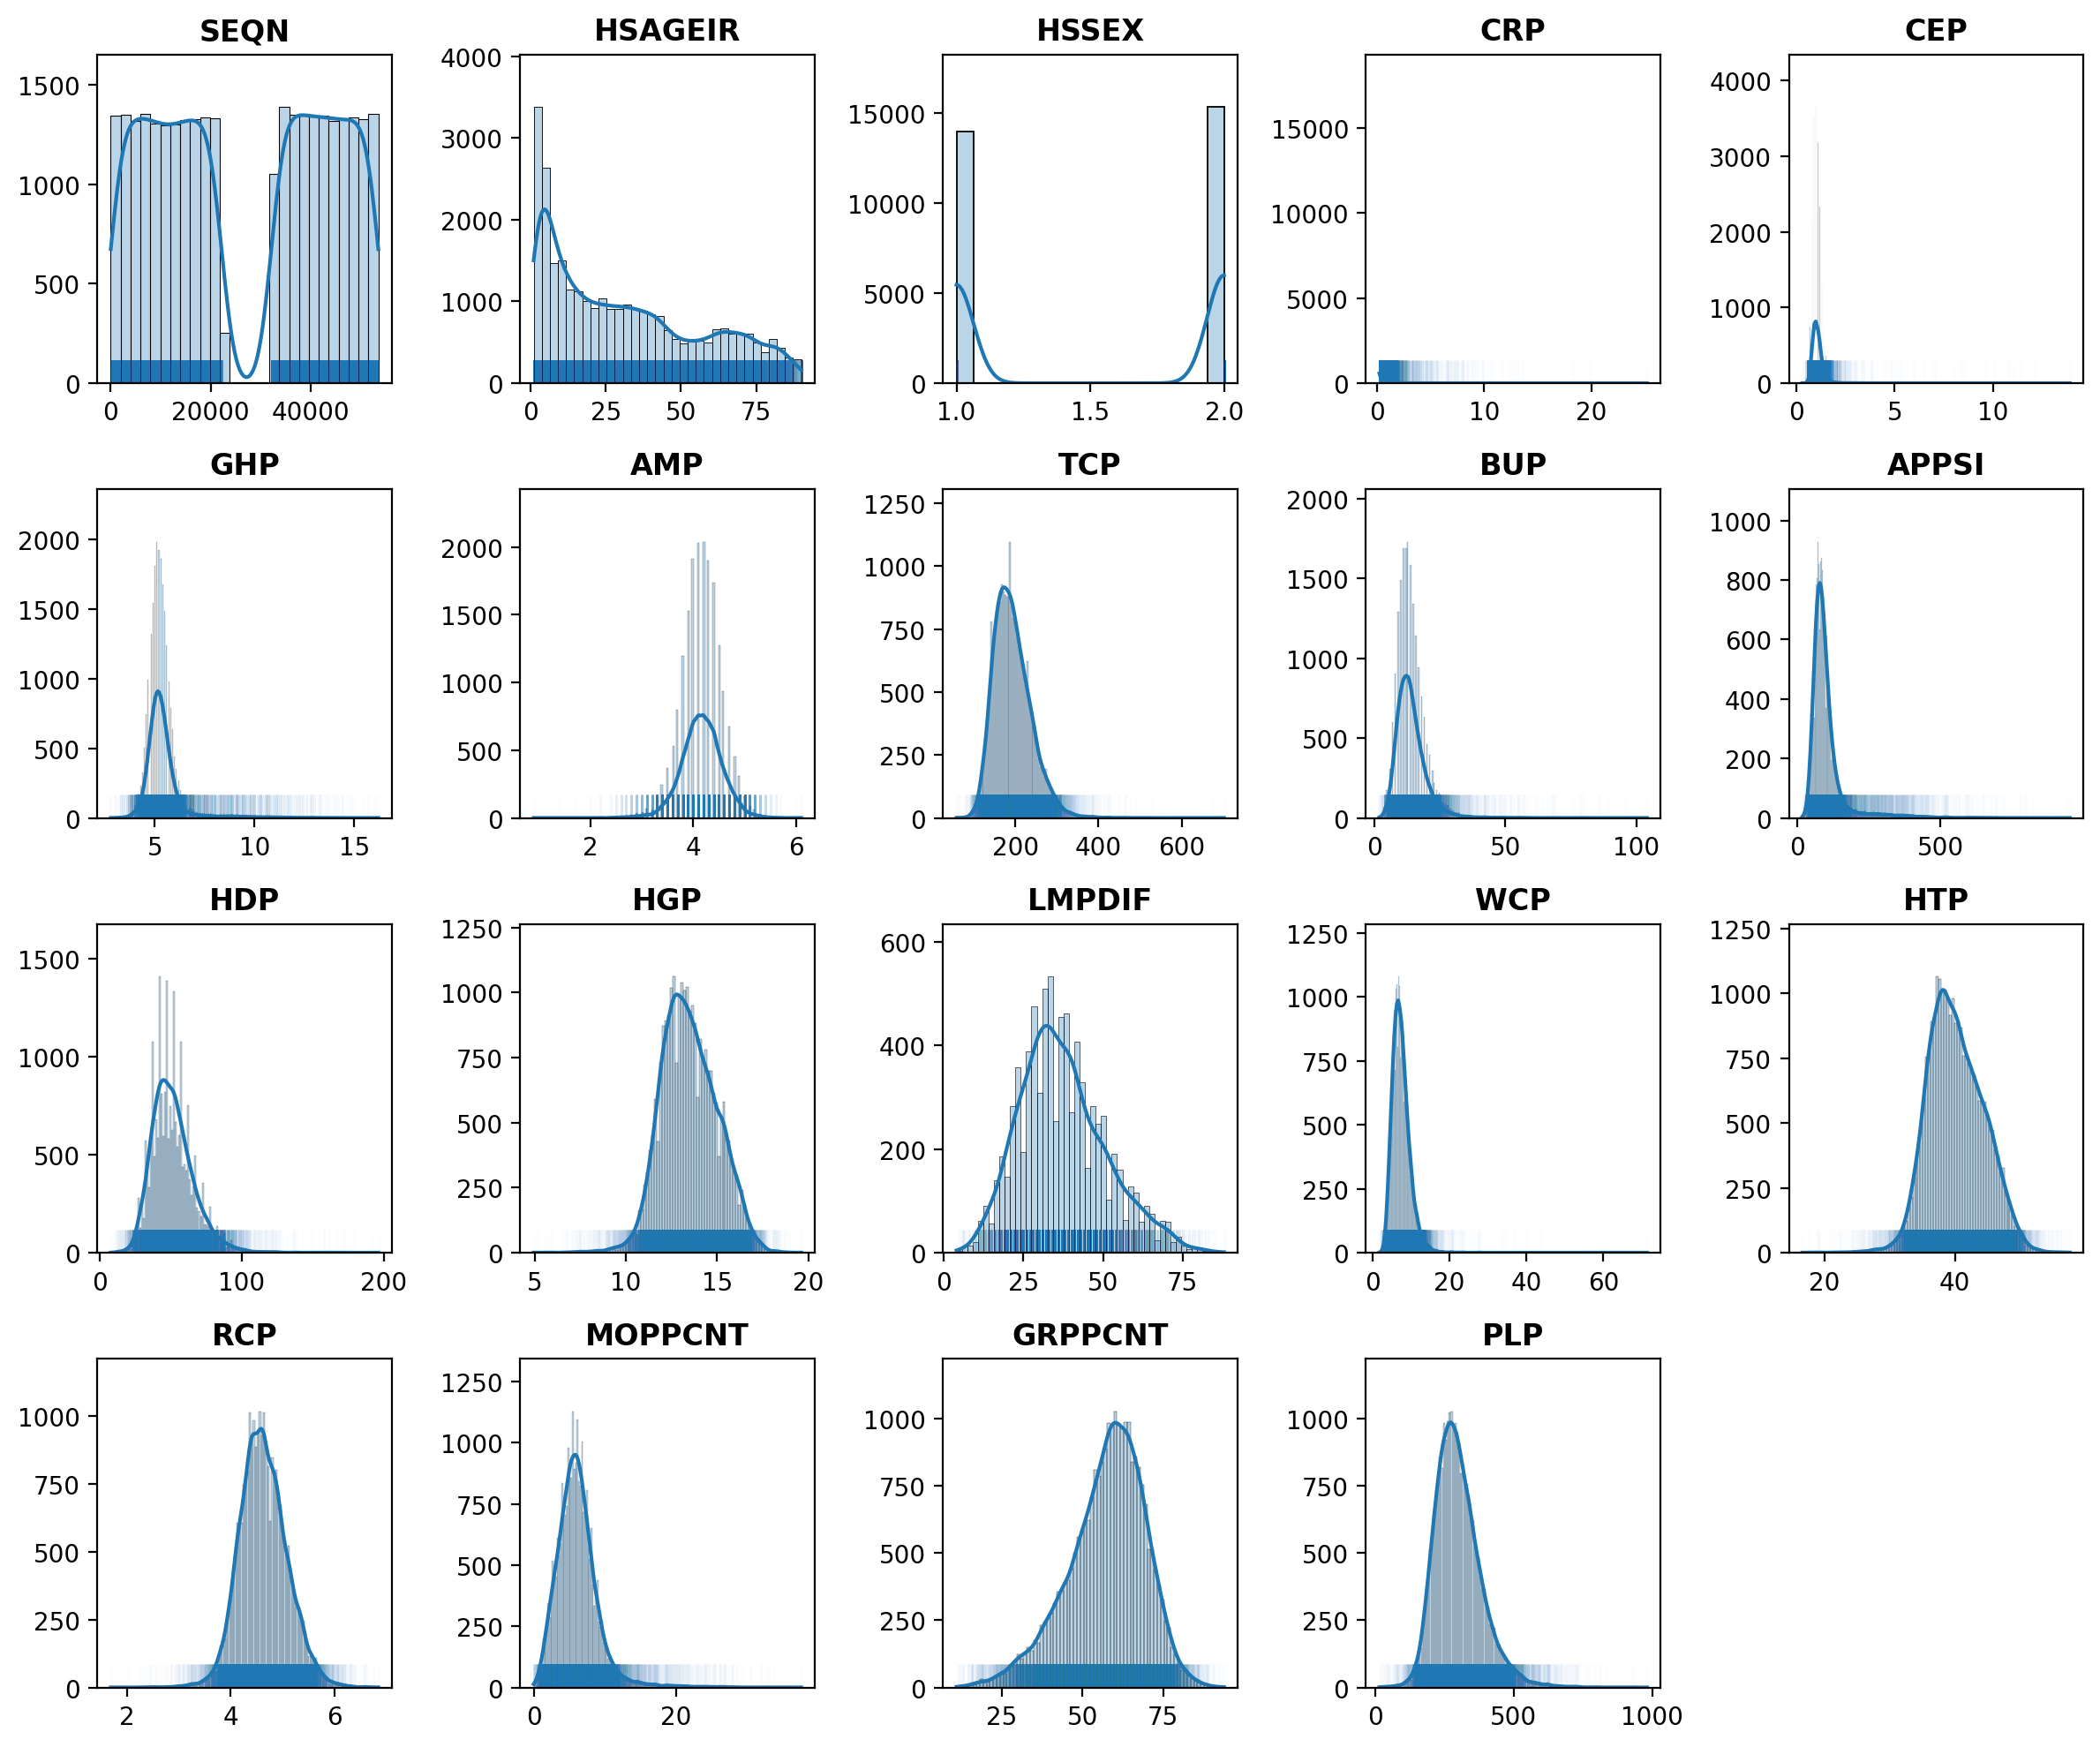 SEQN HSAGEIR HSSEX CRP CEP
1500 4000 15000 15000 4000
1000 3000 10000 10000 3000
500 2000 5000 5000 2000
0 1000 0 0 1000
0 0
0 20000 40000 0 25 50 75 1.0 1.5 2.0 0 10 20 0 5 10
GHP AMP TCP BUP APPSI
2000 2000 1250 2000 1000
1500 1500 1000 1500 800
1000 1000 750 1000 600
500 500 500 500 400
0 0 250 0 200
0 0
5 10 15 2 4 6 200 400 600 0 50 100 0 500
HDP HGP LMPDIF WCP HTP
1500 1250 600 1250 1250
1000 1000 400 1000 1000
500 750 200 750 750
0 500 0 500 500
250 250 250
0 0 0
0 100 200 5 10 15 20 0 25 50 75 0 20 40 60 20 40
RCP MOPPCNT GRPPCNT PLP
1000 1250 1000 1000
750 1000 750 750
500 750 500 500
250 500 250 250
0 250 0 0
0
2 4 6 0 20 25 50 75 0 500 1000